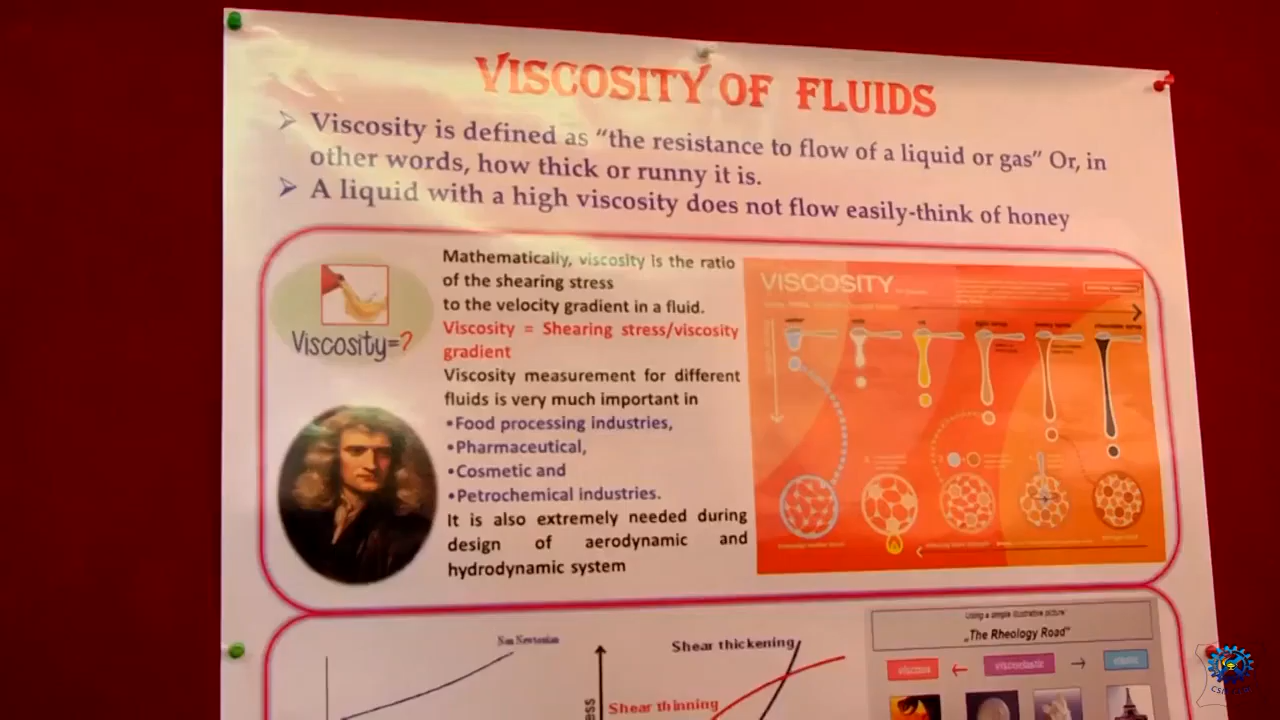 VISCOSITY OF FLUIDS
Viscosity is defined as "the resistance to flow of a liquid or gas" Or, in
other words, how thick or runny it is.
A liquid with a high viscosity does not flow easily-think of honey
Viscosity=?
Mathematically, viscosity is the ratio
of the shearing stress
to the velocity gradient in a fluid.
Viscosity = Shearing stress/viscosity
gradient
Viscosity measurement for different
fluids is very much important in
•Food processing industries,
•Pharmaceutical,
•Cosmetic and
•Petrochemical industries.
It is also extremely needed during
design of aerodynamic and
hydrodynamic system
VISCOSITY
water
Non Newtonian
Shear thickening
Shear thinning
Using a simple illustrative picture
„The Rheology Road"
viscous
viscoelastic
elastic